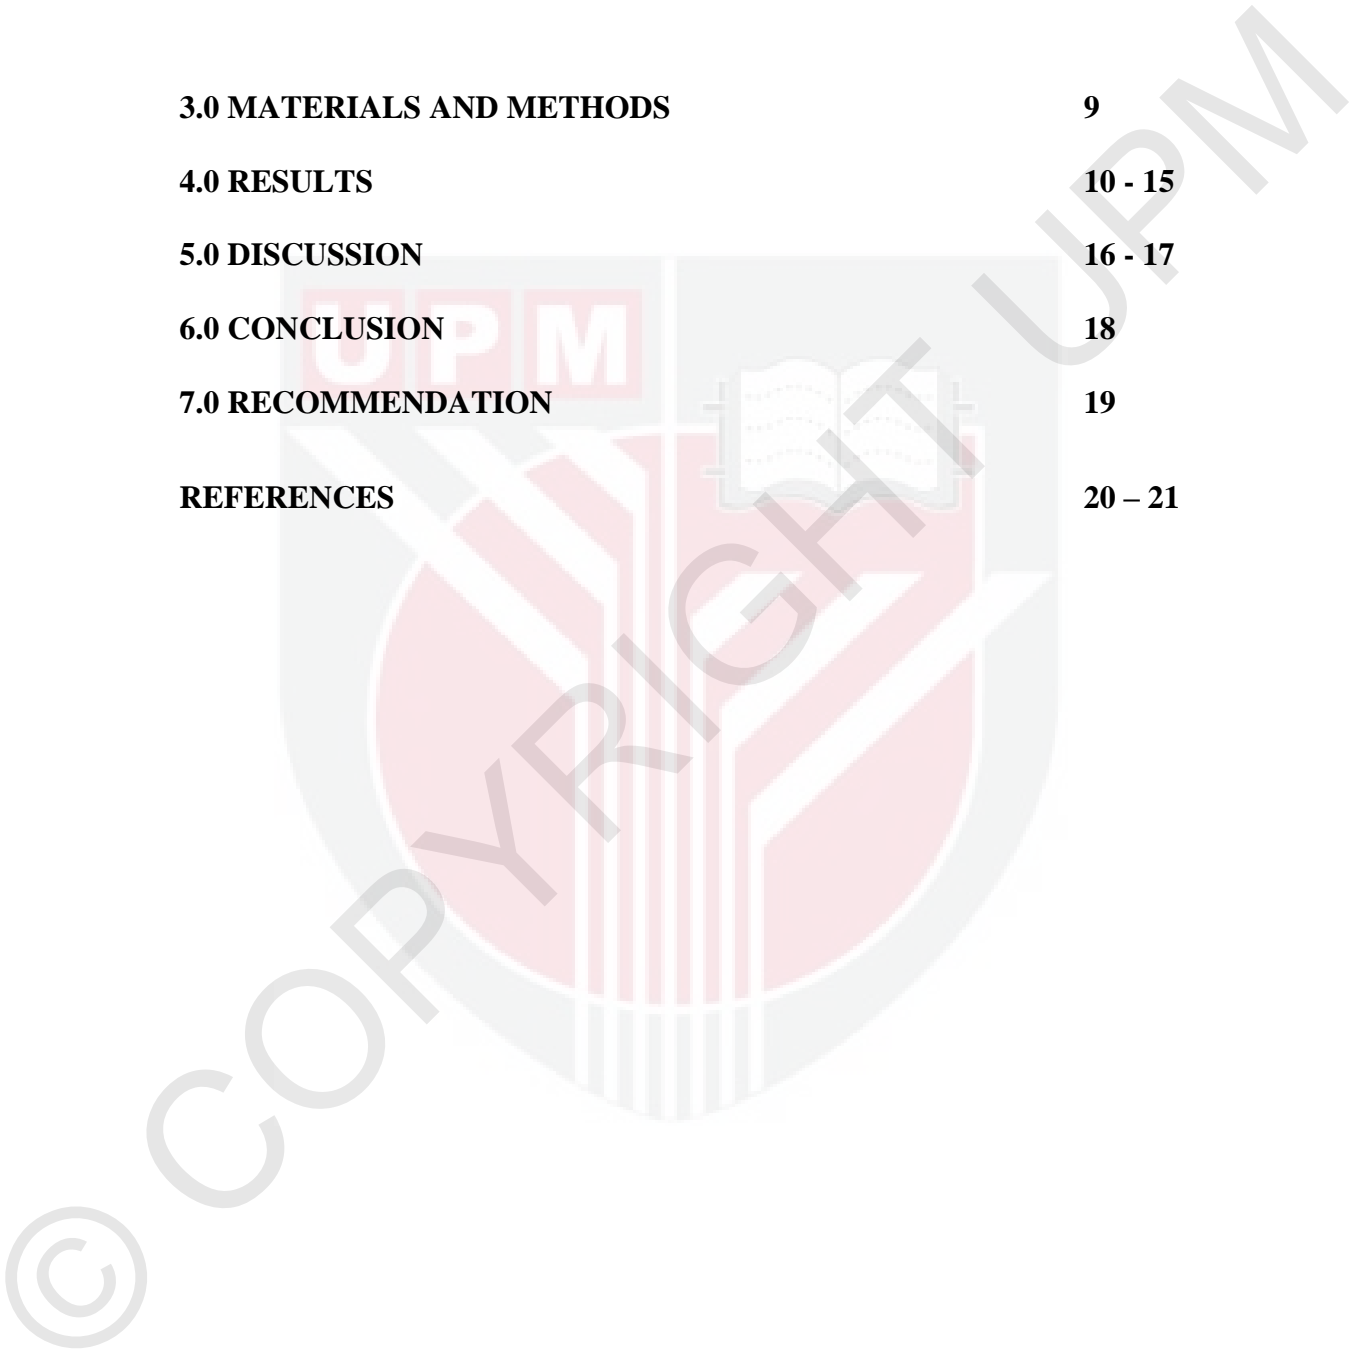 3.0 MATERIALS AND METHODS 9
4.0 RESULTS 10 - 15
5.0 DISCUSSION 16 - 17
UPM
6.0 CONCLUSION 18
7.0 RECOMMENDATION 19
REFERENCES 20 – 21
© COPYRIGHT UPM